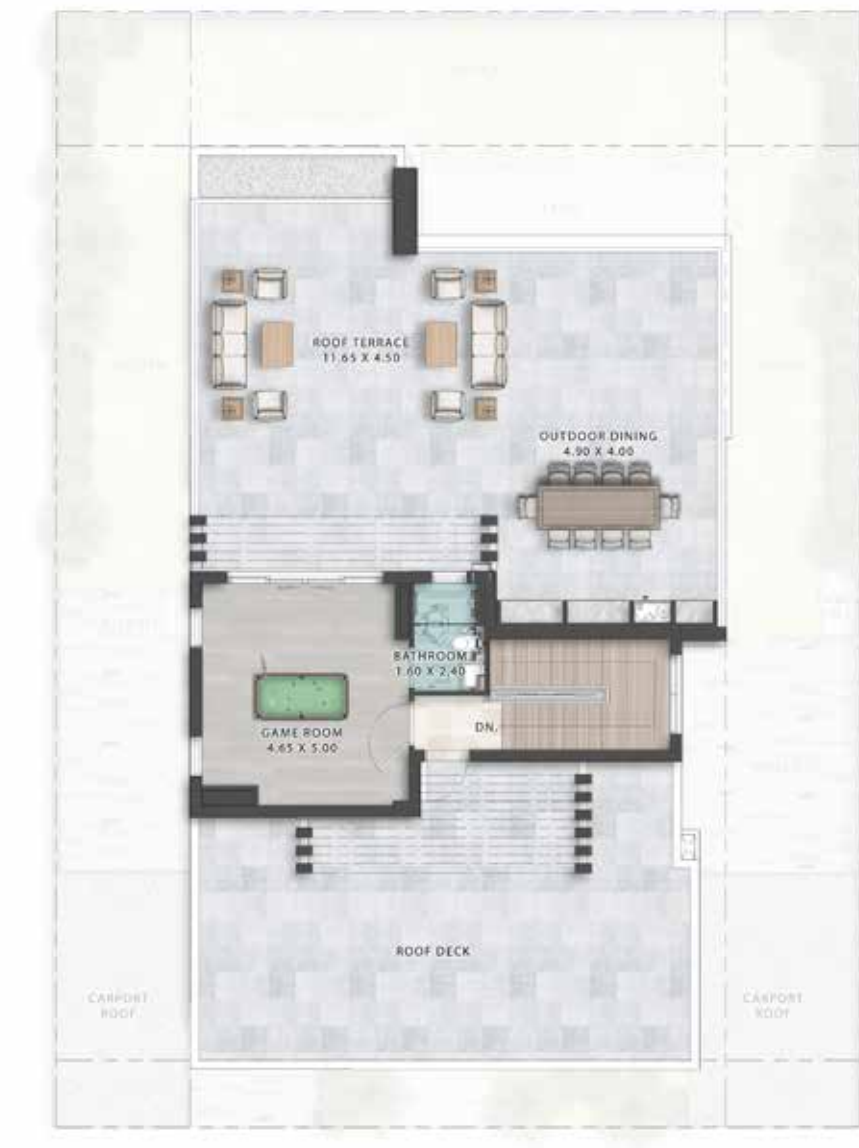 ROOF TERRACE
11.65 X 4.50
OUTDOOR DINING
4.90 X 4.00
BATHROOM
1.60 X 2.40
DN.
GAME ROOM
4.65 X 5.00
ROOF DECK
CARPORT
ROOF
CARPORT
ROOF